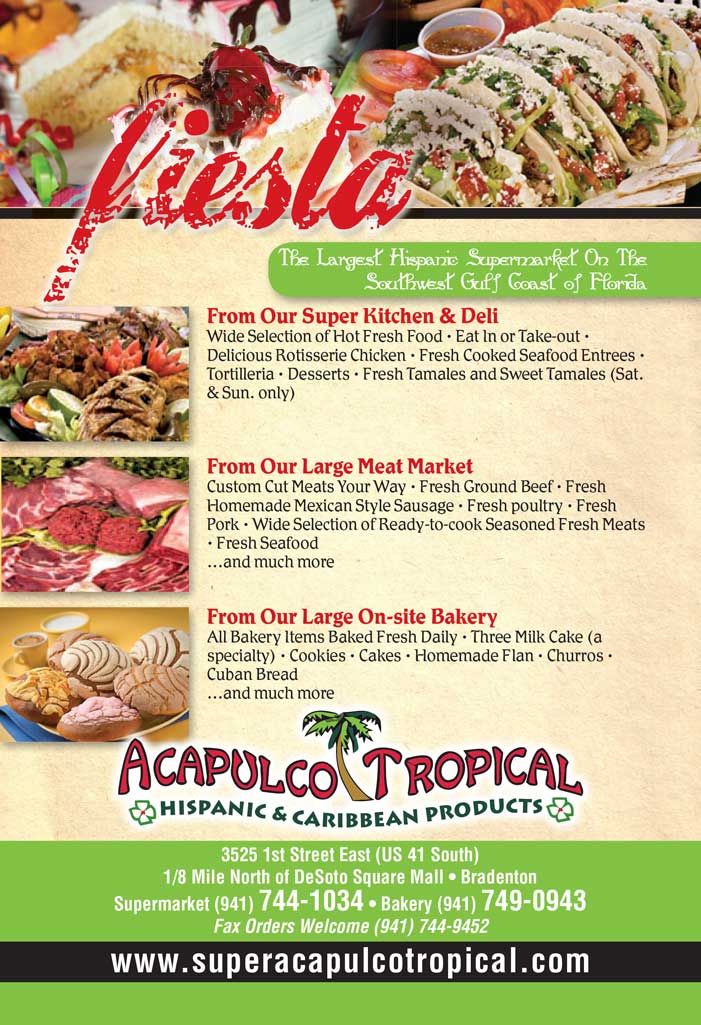 fiesta
The Largest Hispanic Supermarket On The
Southwest Gulf Coast of Florida
From Our Super Kitchen & Deli
Wide Selection of Hot Fresh Food • Eat In or Take-out •
Delicious Rotisserie Chicken • Fresh Cooked Seafood Entrees •
Tortilleria • Desserts • Fresh Tamales and Sweet Tamales (Sat.
& Sun. only)
From Our Large Meat Market
Custom Cut Meats Your Way • Fresh Ground Beef • Fresh
Homemade Mexican Style Sausage • Fresh poultry • Fresh
Pork • Wide Selection of Ready-to-cook Seasoned Fresh Meats
• Fresh Seafood
...and much more
From Our Large On-site Bakery
All Bakery Items Baked Fresh Daily • Three Milk Cake (a
specialty) • Cookies • Cakes • Homemade Flan • Churros •
Cuban Bread
...and much more
ACAPULCO TROPICAL
HISPANIC & CARIBBEAN PRODUCTS
3525 1st Street East (US 41 South)
1/8 Mile North of DeSoto Square Mall • Bradenton
Supermarket (941) 744-1034 • Bakery (941) 749-0943
Fax Orders Welcome (941) 744-9452
www.superacapulcotropical.com